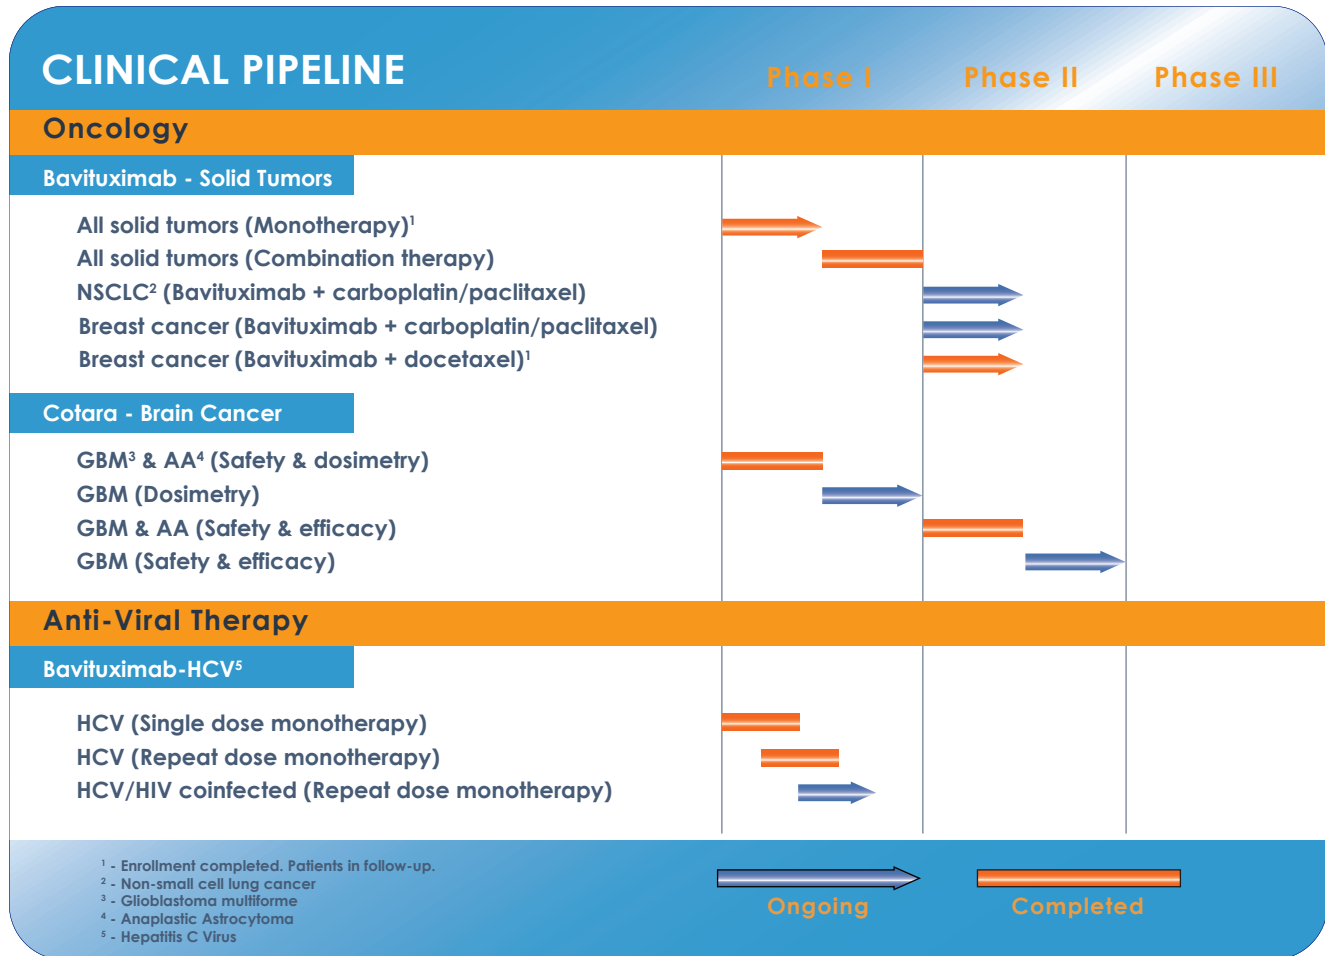 CLINICAL PIPELINE
Phase I Phase II Phase III
Oncology
Bavituximab - Solid Tumors
All solid tumors (Monotherapy)¹
All solid tumors (Combination therapy)
NSCLC² (Bavituximab + carboplatin/paclitaxel)
Breast cancer (Bavituximab + carboplatin/paclitaxel)
Breast cancer (Bavituximab + docetaxel)¹
Cotara - Brain Cancer
GBM³ & AA⁴ (Safety & dosimetry)
GBM (Dosimetry)
GBM & AA (Safety & efficacy)
GBM (Safety & efficacy)
Anti-Viral Therapy
Bavituximab-HCV⁵
HCV (Single dose monotherapy)
HCV (Repeat dose monotherapy)
HCV/HIV coinfected (Repeat dose monotherapy)
¹ - Enrollment completed. Patients in follow-up.
² - Non-small cell lung cancer
³ - Glioblastoma multiforme
⁴ - Anaplastic Astrocytoma
⁵ - Hepatitis C Virus
Ongoing Completed